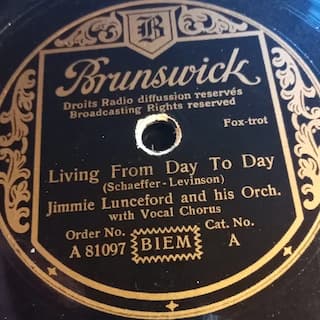 B
Brunswick
Droits Radio diffusion reservés
Broadcasting Rights reserved
Fox-trot
Living From Day To Day
(Schaeffer-Levinson)
Jimmie Lunceford and his Orch.
with Vocal Chorus
Order No. Cat. No.
A 81097 BIEM A